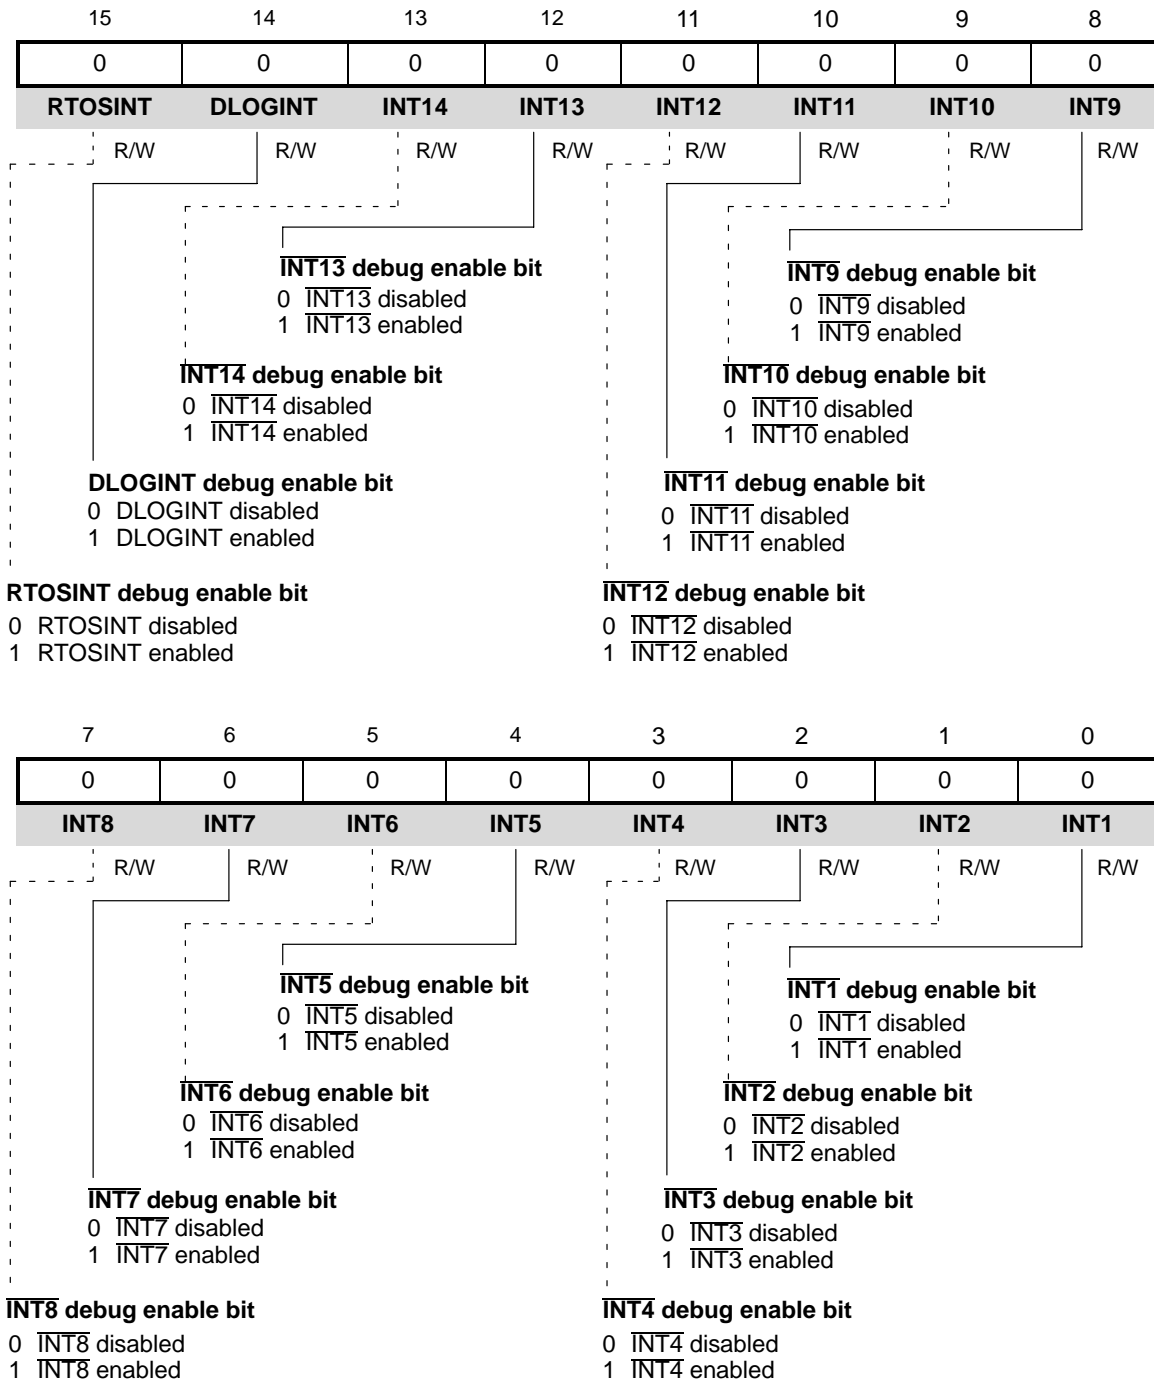 15 14 13 12 11 10 9 8
0 0 0 0 0 0 0 0
RTOSINT DLOGINT INT14 INT13 INT12 INT11 INT10 INT9
R/W R/W R/W R/W R/W R/W R/W R/W
INT13 debug enable bit
0 INT13 disabled
1 INT13 enabled
INT9 debug enable bit
0 INT9 disabled
1 INT9 enabled
INT14 debug enable bit
0 INT14 disabled
1 INT14 enabled
INT10 debug enable bit
0 INT10 disabled
1 INT10 enabled
DLOGINT debug enable bit
0 DLOGINT disabled
1 DLOGINT enabled
INT11 debug enable bit
0 INT11 disabled
1 INT11 enabled
RTOSINT debug enable bit
0 RTOSINT disabled
1 RTOSINT enabled
INT12 debug enable bit
0 INT12 disabled
1 INT12 enabled
7 6 5 4 3 2 1 0
0 0 0 0 0 0 0 0
INT8 INT7 INT6 INT5 INT4 INT3 INT2 INT1
R/W R/W R/W R/W R/W R/W R/W R/W
INT5 debug enable bit
0 INT5 disabled
1 INT5 enabled
INT1 debug enable bit
0 INT1 disabled
1 INT1 enabled
INT6 debug enable bit
0 INT6 disabled
1 INT6 enabled
INT2 debug enable bit
0 INT2 disabled
1 INT2 enabled
INT7 debug enable bit
0 INT7 disabled
1 INT7 enabled
INT3 debug enable bit
0 INT3 disabled
1 INT3 enabled
INT8 debug enable bit
0 INT8 disabled
1 INT8 enabled
INT4 debug enable bit
0 INT4 disabled
1 INT4 enabled